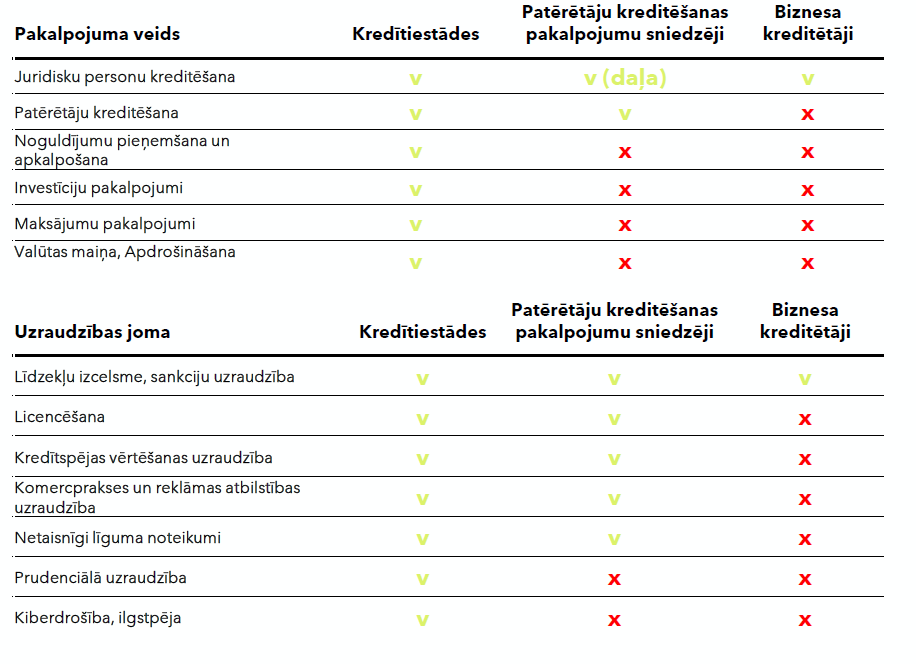 Pakalpojuma veids Kredītiestādes Patērētāju kreditēšanas pakalpojumu sniedzēji Biznesa kreditētāji
Juridisku personu kreditēšana v v (daļa) v
Patērētāju kreditēšana v v x
Noguldījumu pieņemšana un
apkalpošana v x x
Investīciju pakalpojumi v x x
Maksājumu pakalpojumi v x x
Valūtas maiņa, Apdrošināšana v x x
Uzraudzības joma Kredītiestādes Patērētāju kreditēšanas pakalpojumu sniedzēji Biznesa kreditētāji
Līdzekļu izcelsme, sankciju uzraudzība v v v
Licencēšana v v x
Kredītspējas vērtēšanas uzraudzība v v x
Komercprakses un reklāmas atbilstības
uzraudzība v v x
Netaisnīgi līguma noteikumi v v x
Prudenciālā uzraudzība v x x
Kiberdrošība, ilgstpēja v x x